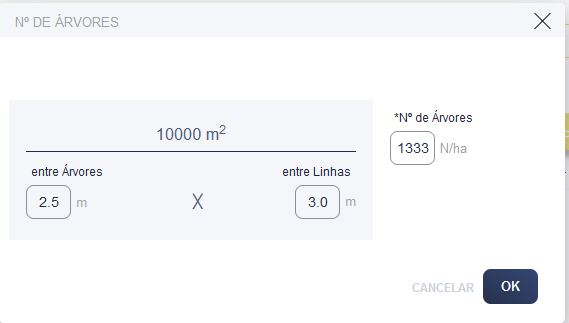 Nº DE ÁRVORES
10000 m²
entre Árvores
entre Linhas
2.5 m
X
3.0 m
*Nº de Árvores
1333 N/ha
CANCELAR
OK